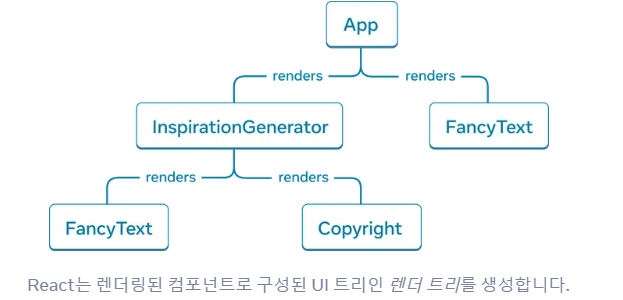 App
renders
renders
InspirationGenerator
FancyText
renders
renders
FancyText
Copyright
React는 렌더링된 컴포넌트로 구성된 UI 트리인 렌더 트리를 생성합니다.